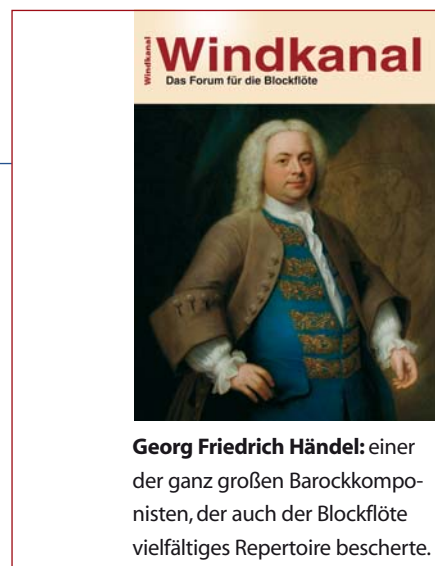 Windkanal
Windkanal
Das Forum für die Blockflöte
Georg Friedrich Händel: einer
der ganz großen Barockkompo-
nisten, der auch der Blockflöte
vielfältiges Repertoire bescherte.